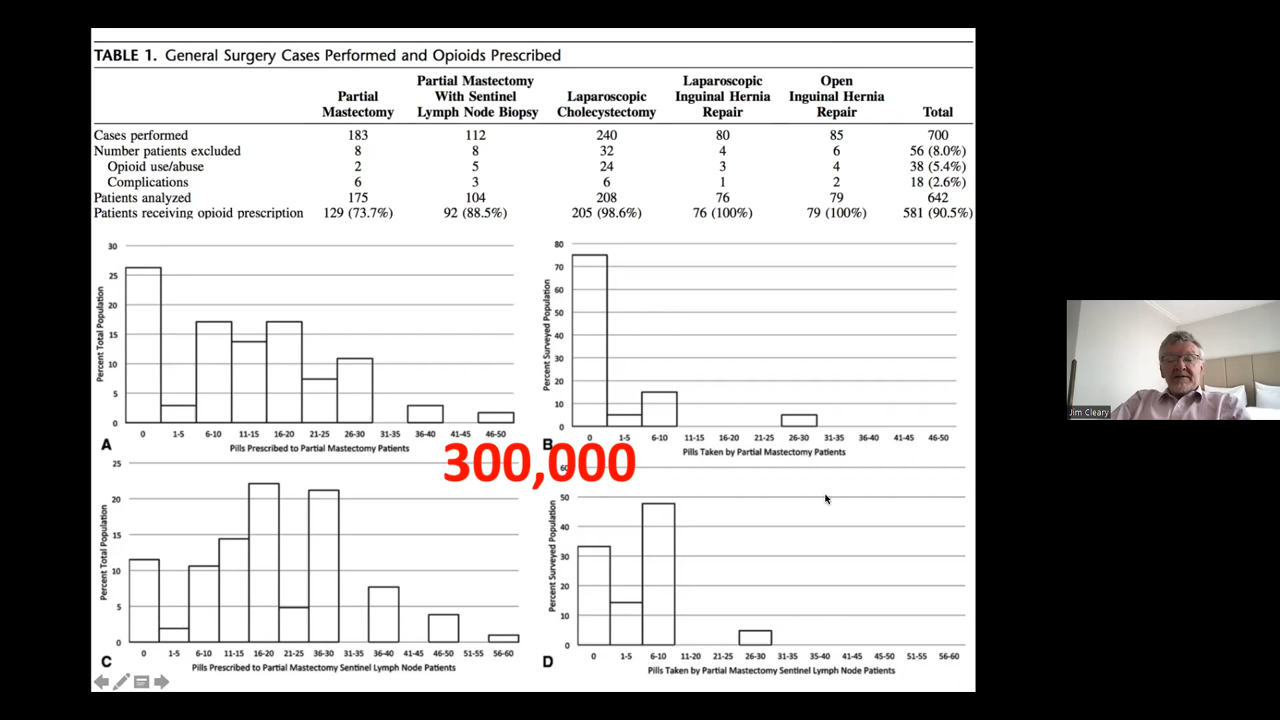 TABLE 1. General Surgery Cases Performed and Opioids Prescribed
Partial Mastectomy
Partial Mastectomy With Sentinel Lymph Node Biopsy
Laparoscopic Cholecystectomy
Laparoscopic Inguinal Hernia Repair
Open Inguinal Hernia Repair
Total
Cases performed 183 112 240 80 85 700
Number patients excluded 8 8 32 4 6 56 (8.0%)
Opioid use/abuse 2 5 24 3 4 38 (5.4%)
Complications 6 3 6 1 2 18 (2.6%)
Patients analyzed 175 104 208 76 79 642
Patients receiving opioid prescription 129 (73.7%) 92 (88.5%) 205 (98.6%) 76 (100%) 79 (100%) 581 (90.5%)
Percent Total Population
30
25
20
15
10
5
0
0 1-5 6-10 11-15 16-20 21-25 26-30 31-35 36-40 41-45 46-50
A
Pills Prescribed to Partial Mastectomy Patients
Percent Surveyed Population
80
70
60
50
40
30
20
10
0
0 1-5 6-10 11-15 16-20 21-25 26-30 31-35 36-40 41-45 46-50
B
Pills Taken by Partial Mastectomy Patients
300,000
Percent Total Population
25
20
15
10
5
0
0 1-5 6-10 11-15 16-20 21-25 36-30 31-35 36-40 41-45 46-50 51-55 56-60
C
Pills Prescribed to Partial Mastectomy Sentinel Lymph Node Patients
Percent Surveyed Population
60
50
40
30
20
10
0
0 1-5 6-10 11-15 16-20 21-25 26-30 31-35 35-40 41-45 46-50 51-55 56-60
D
Pills Taken by Partial Mastectomy Sentinel Lymph Node Patients
Jim Cleary